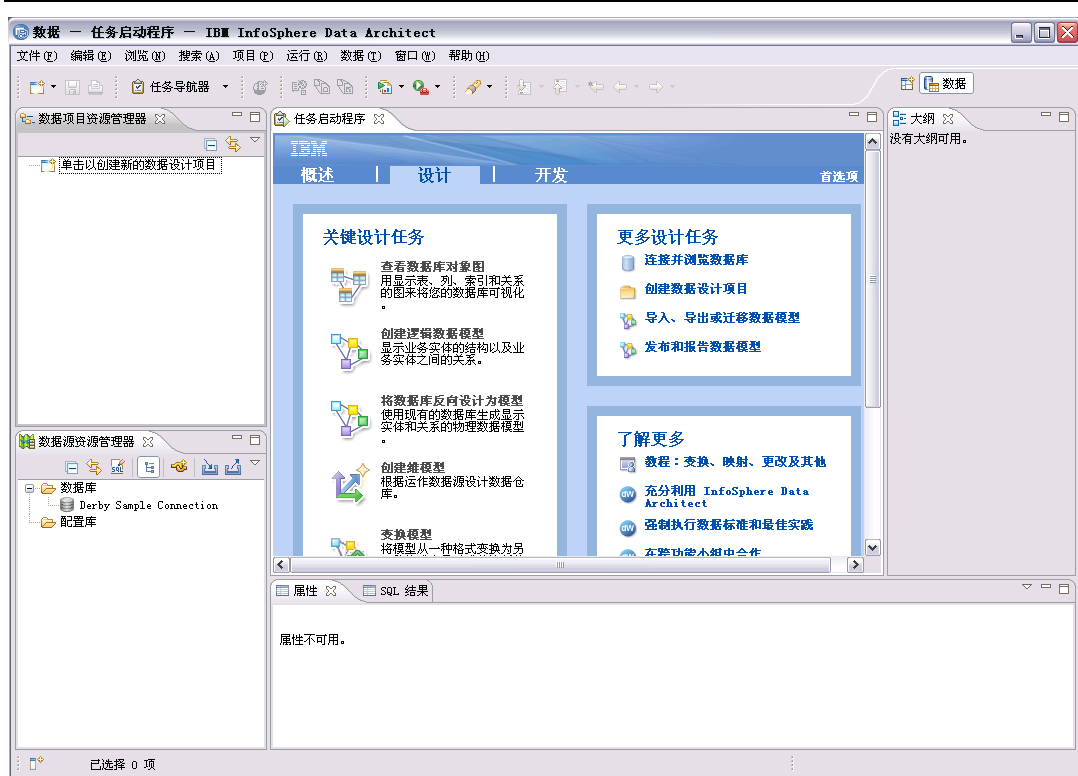 数据 － 任务启动程序 － IBM InfoSphere Data Architect
文件(F) 编辑(E) 浏览(N) 搜索(A) 项目(P) 运行(R) 数据(T) 窗口(W) 帮助(H)
任务导航器
数据
数据项目资源管理器
单击以创建新的数据设计项目
任务启动程序
IBM
概述 设计 开发 首选项
关键设计任务
查看数据库对象图
用显示表、列、索引和关系
的图来将您的数据库可视化
。
创建逻辑数据模型
显示业务实体的结构以及业
务实体之间的关系。
将数据库反向设计为模型
使用现有的数据库生成显示
实体和关系的物理数据模型
。
创建维模型
根据运作数据源设计数据仓
库。
变换模型
将模型从一种格式变换为另
更多设计任务
连接并浏览数据库
创建数据设计项目
导入、导出或迁移数据模型
发布和报告数据模型
了解更多
教程：变换、映射、更改及其他
充分利用 InfoSphere Data
Architect
强制执行数据标准和最佳实践
在跨功能小组中合作
大纲
没有大纲可用。
数据源资源管理器
SQL
数据库
Derby Sample Connection
配置库
属性
SQL 结果
属性不可用。
已选择 0 项